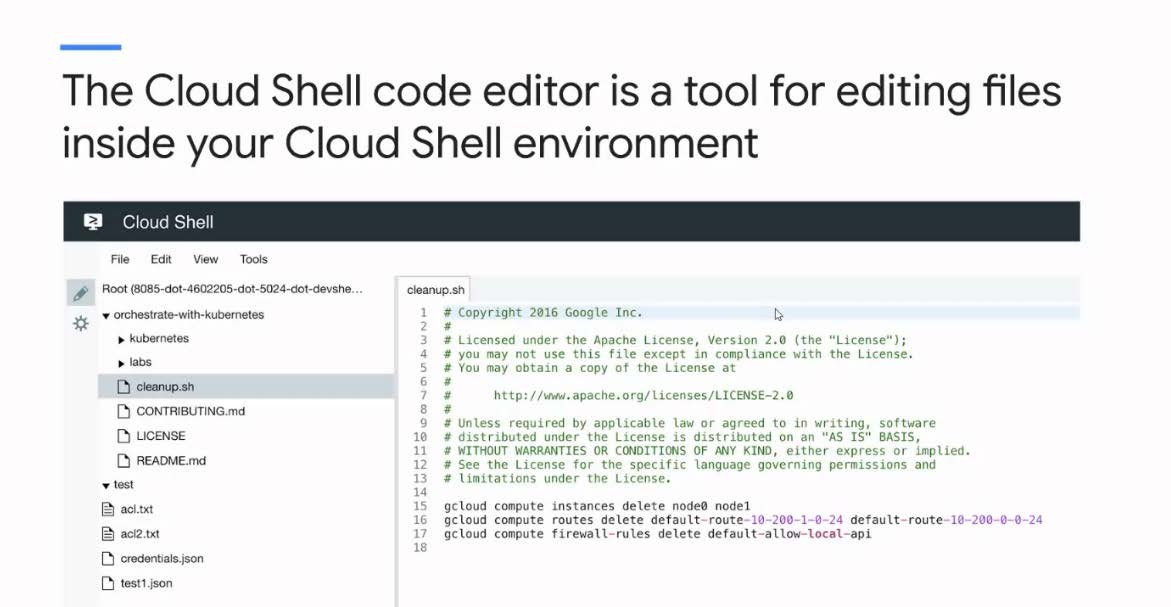 The Cloud Shell code editor is a tool for editing files
inside your Cloud Shell environment
Cloud Shell
File Edit View Tools
Root (8085-dot-4602205-dot-5024-dot-devshe...
orchestrate-with-kubernetes
kubernetes
labs
cleanup.sh
CONTRIBUTING.md
LICENSE
README.md
test
acl.txt
acl2.txt
credentials.json
test1.json
cleanup.sh
1 # Copyright 2016 Google Inc.
2 #
3 # Licensed under the Apache License, Version 2.0 (the "License");
4 # you may not use this file except in compliance with the License.
5 # You may obtain a copy of the License at
6 #
7 #      http://www.apache.org/licenses/LICENSE-2.0
8 #
9 # Unless required by applicable law or agreed to in writing, software
10 # distributed under the License is distributed on an "AS IS" BASIS,
11 # WITHOUT WARRANTIES OR CONDITIONS OF ANY KIND, either express or implied.
12 # See the License for the specific language governing permissions and
13 # limitations under the License.
14
15 gcloud compute instances delete node0 node1
16 gcloud compute routes delete default-route-10-200-1-0-24 default-route-10-200-0-0-24
17 gcloud compute firewall-rules delete default-allow-local-api
18